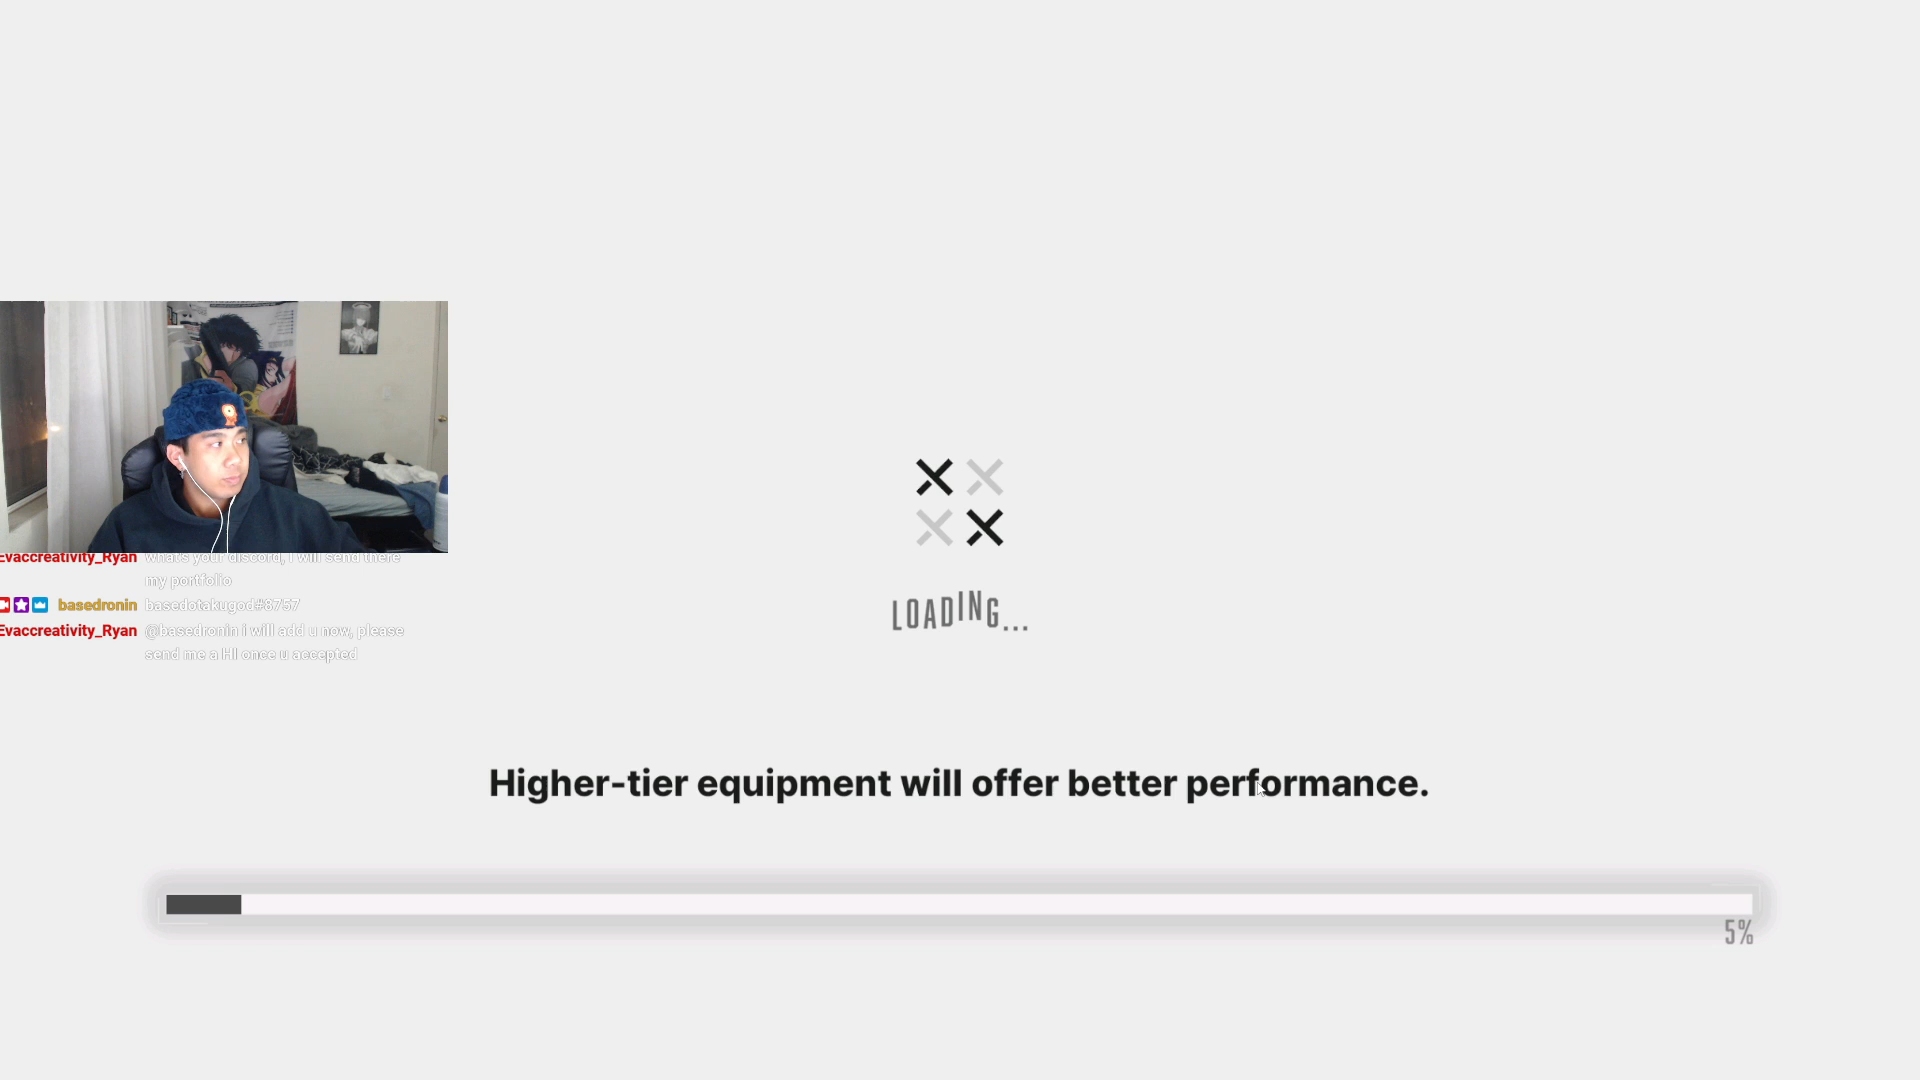 Evaccreativity_Ryan what's your discord, i will send there
my portfolio
basedronin basedotakugod#8757
Evaccreativity_Ryan @basedronin i will add u now, please
send me a HI once u accepted
LOADING...
Higher-tier equipment will offer better performance.
5%